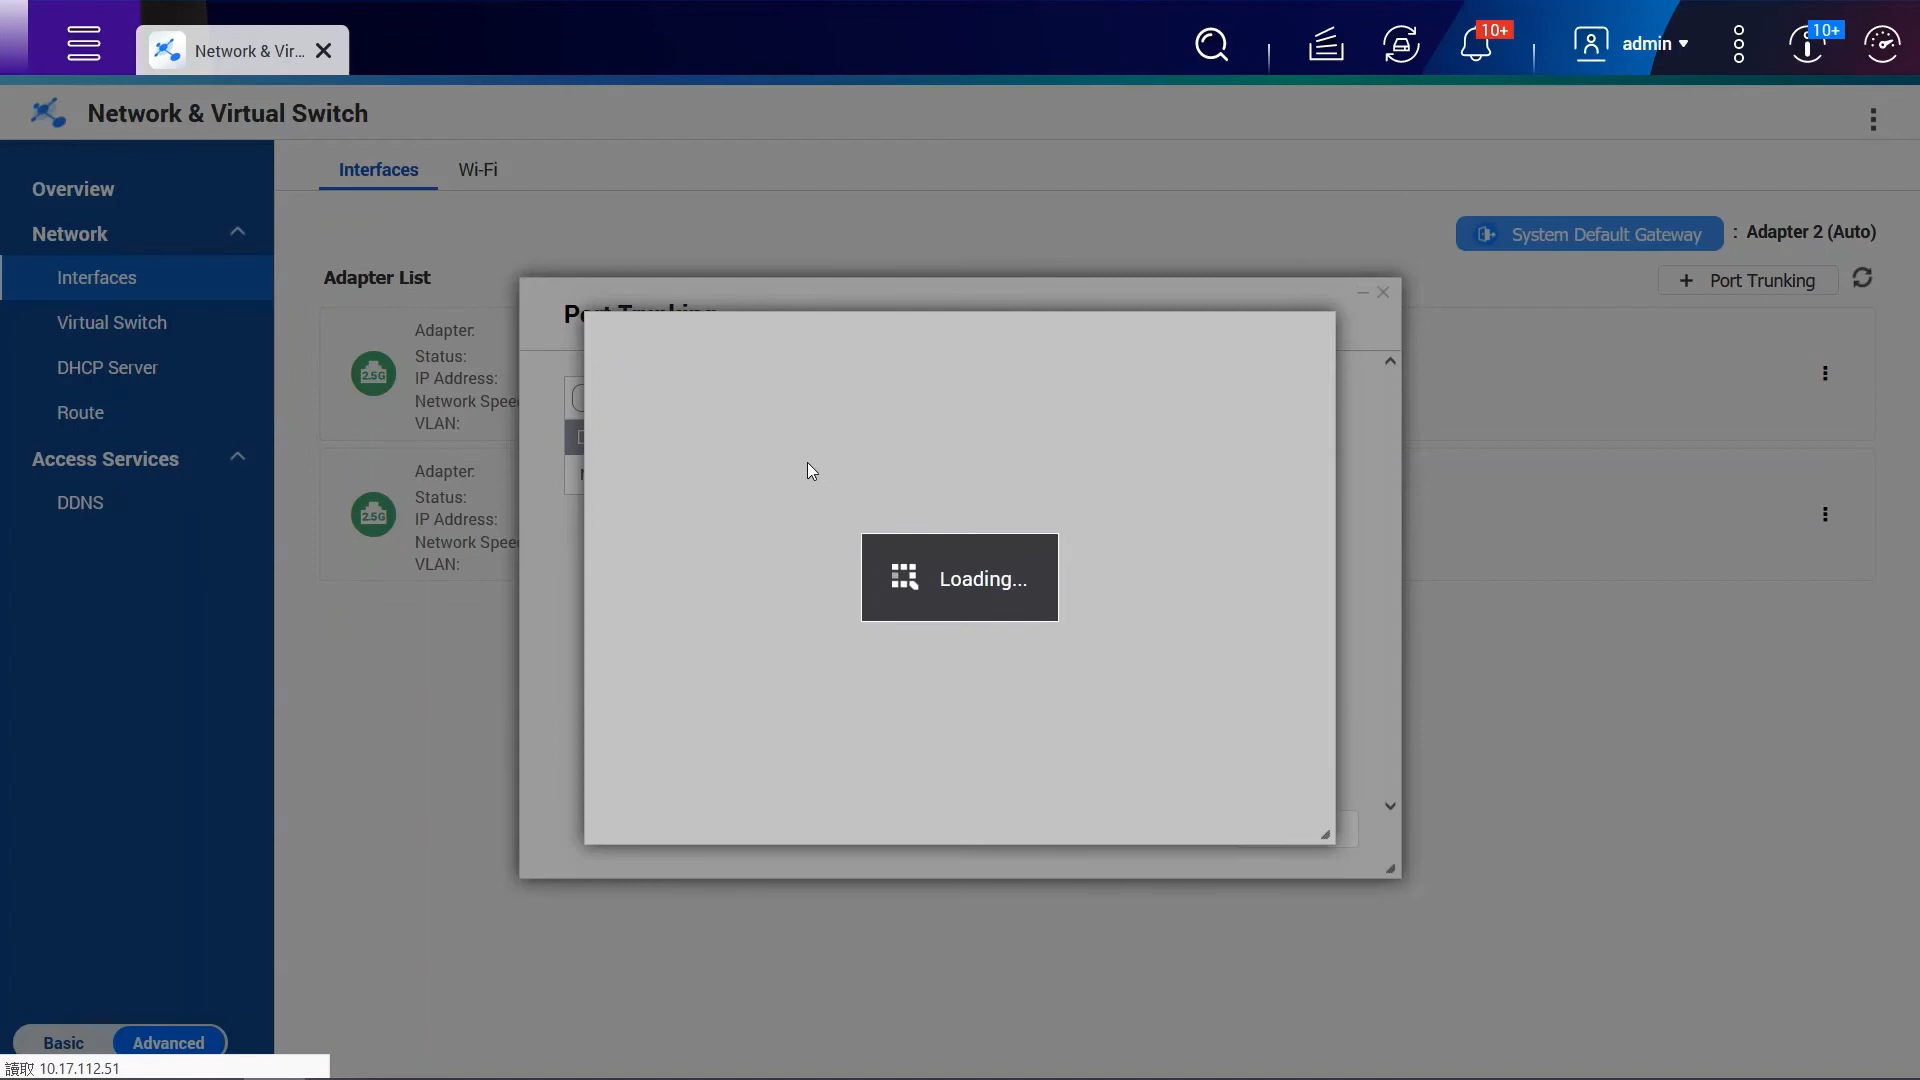 Network & Vir...
10+
admin
10+
Network & Virtual Switch
Overview
Network
Interfaces
Virtual Switch
DHCP Server
Route
Access Services
DDNS
Basic
Advanced
Interfaces
Wi-Fi
System Default Gateway : Adapter 2 (Auto)
Adapter List
+ Port Trunking
2.5G
Adapter:
Status:
IP Address:
Network Spee
VLAN:
2.5G
Adapter:
Status:
IP Address:
Network Spee
VLAN:
Port Trunking
Loading...
讀取 10.17.112.51